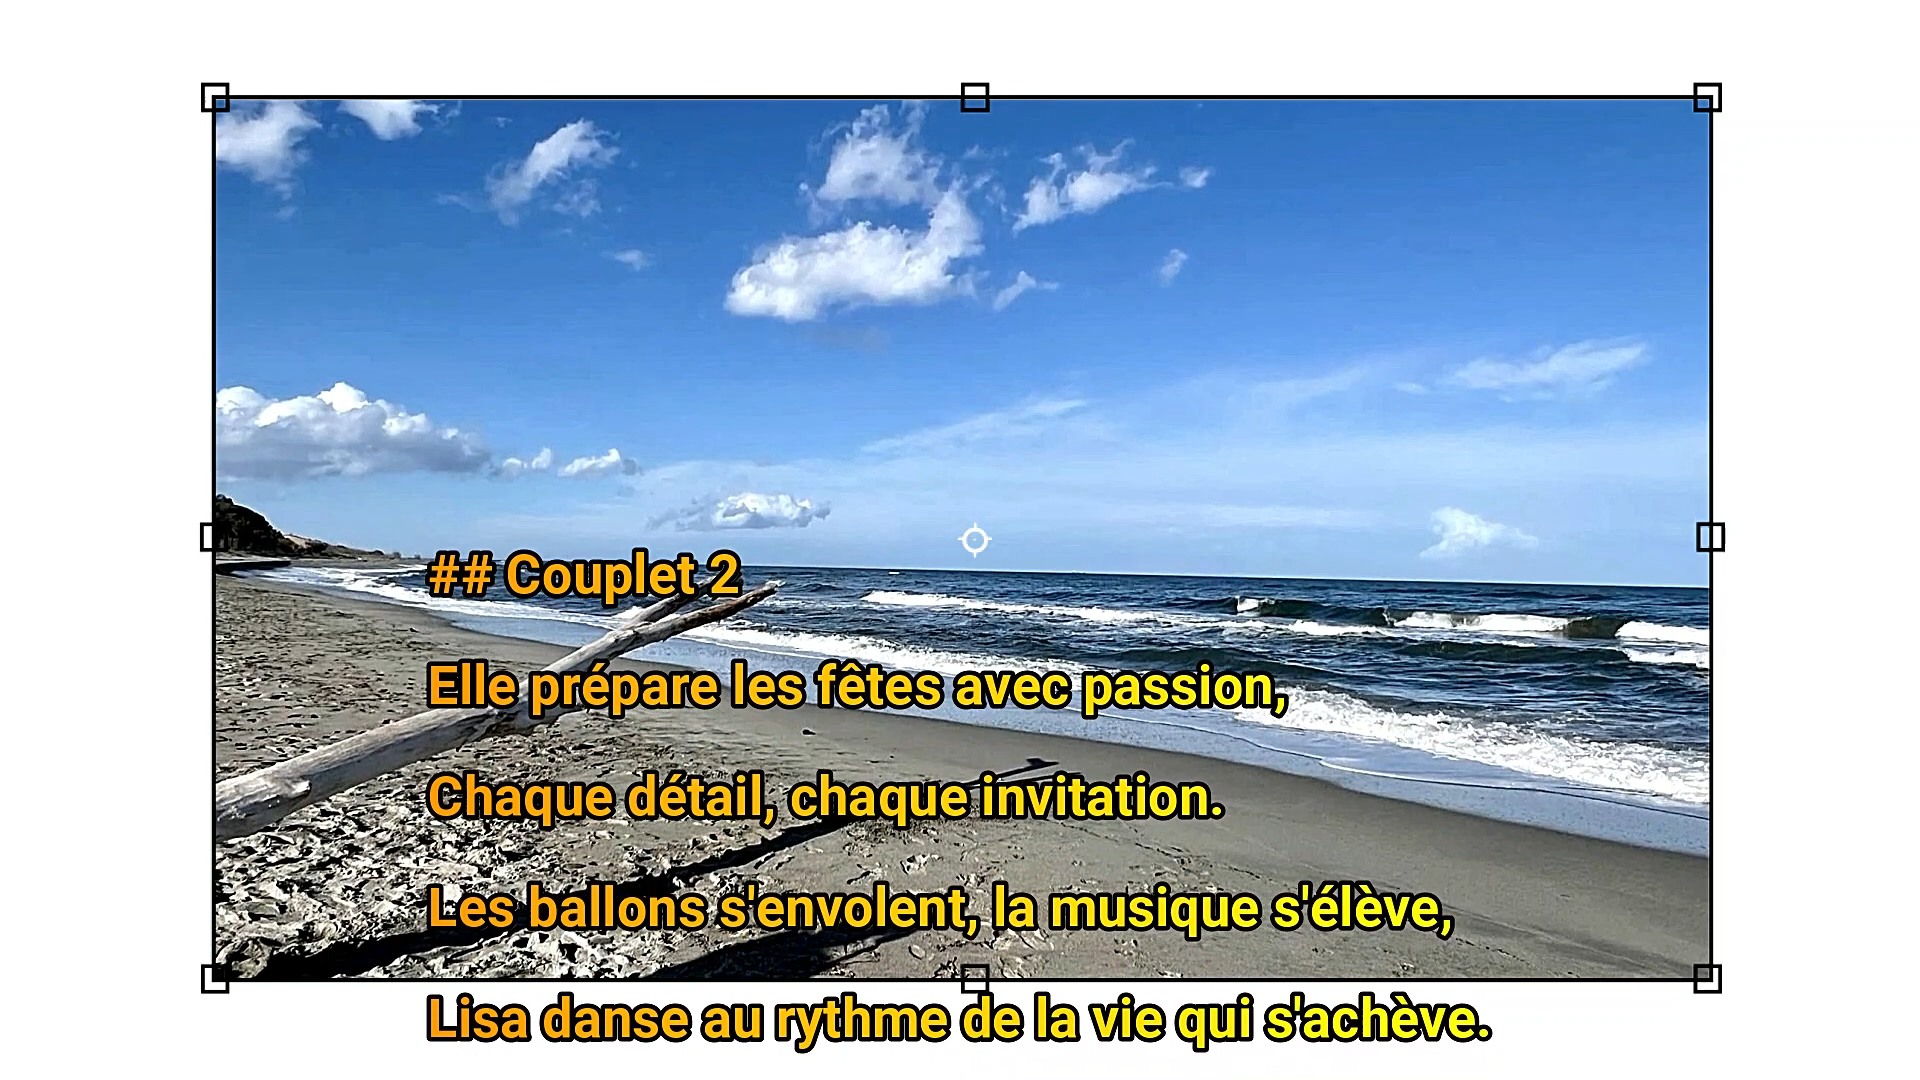 ## Couplet 2
Elle prépare les fêtes avec passion,
Chaque détail, chaque invitation.
Les ballons s'envolent, la musique s'élève,
Lisa danse au rythme de la vie qui s'achève.